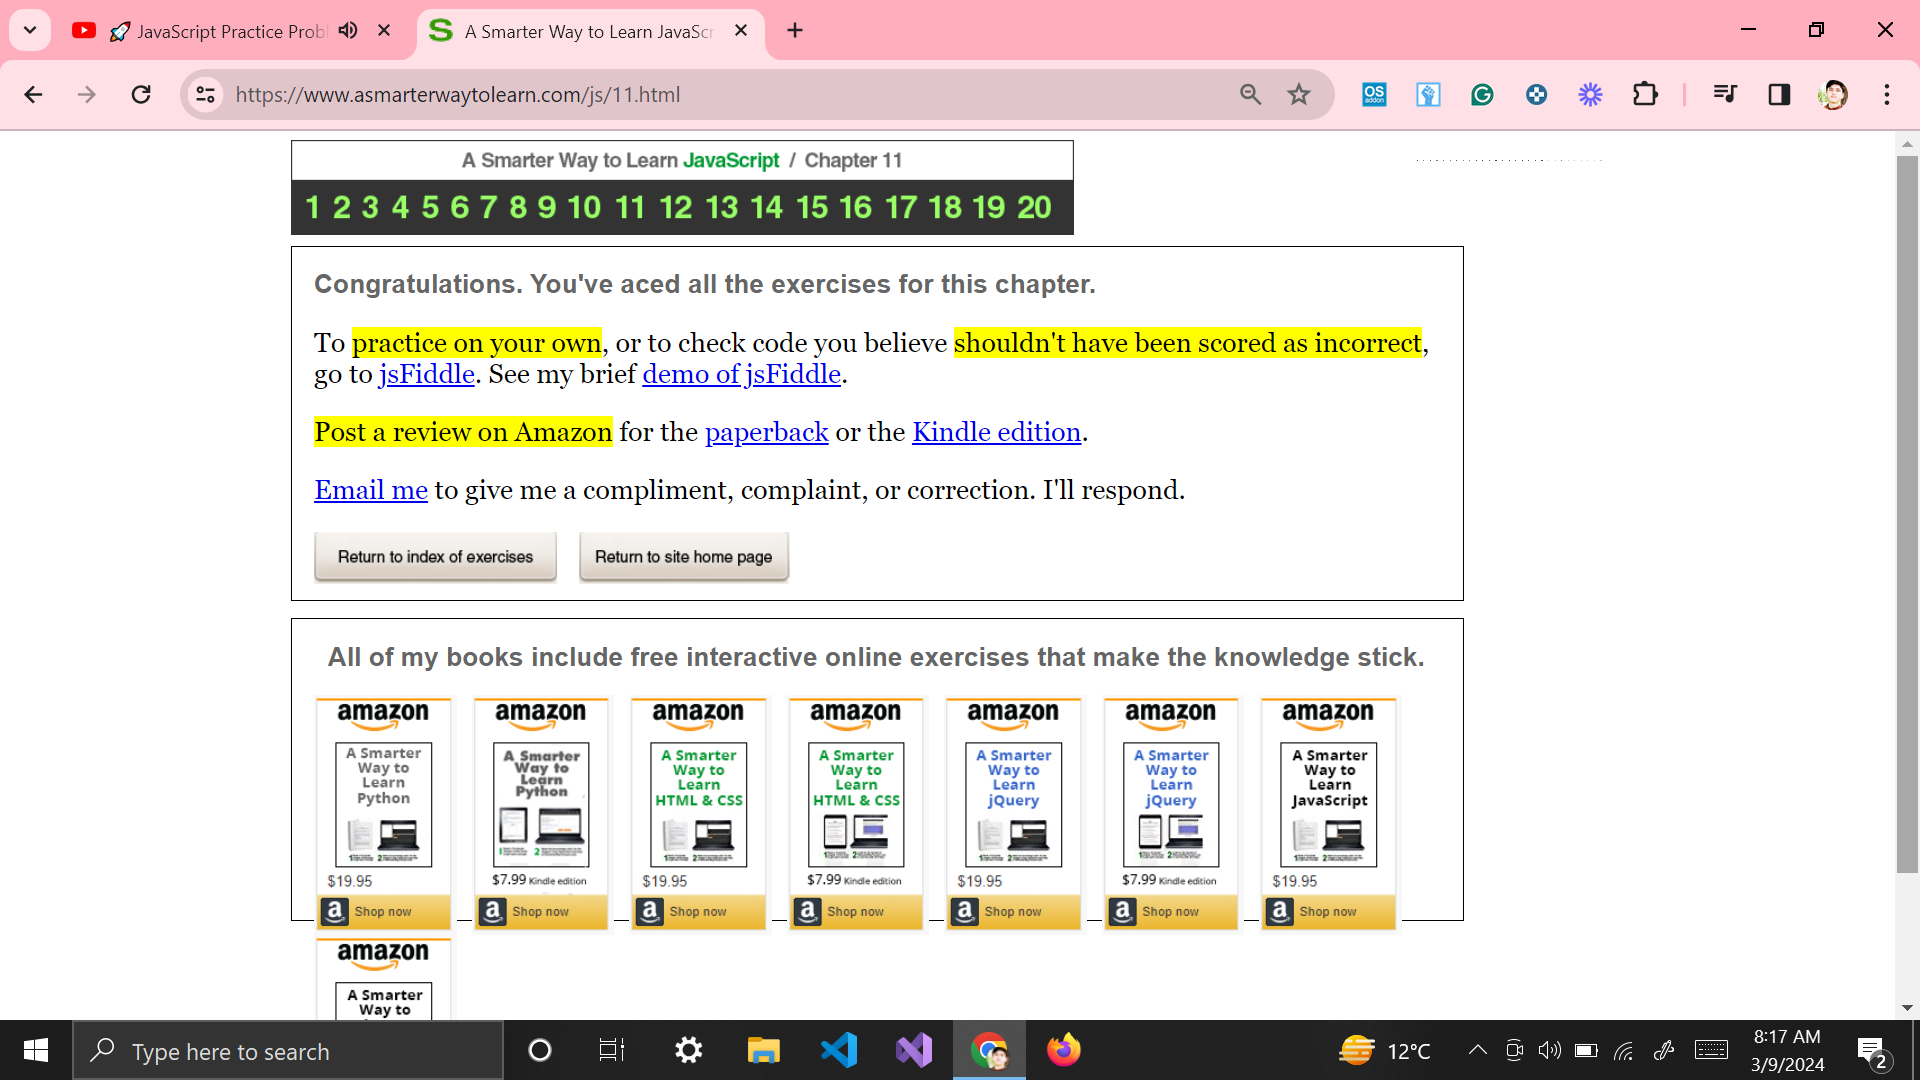 JavaScript Practice Prob
A Smarter Way to Learn JavaScr
https://www.asmarterwaytolearn.com/js/11.html
OS
addon
A Smarter Way to Learn JavaScript / Chapter 11
1 2 3 4 5 6 7 8 9 10 11 12 13 14 15 16 17 18 19 20
Congratulations. You've aced all the exercises for this chapter.
To practice on your own, or to check code you believe shouldn't have been scored as incorrect,
go to jsFiddle. See my brief demo of jsFiddle.
Post a review on Amazon for the paperback or the Kindle edition.
Email me to give me a compliment, complaint, or correction. I'll respond.
Return to index of exercises
Return to site home page
All of my books include free interactive online exercises that make the knowledge stick.
amazon
A Smarter
Way to
Learn
Python
$19.95
Shop now
amazon
A Smarter
Way to
Learn
Python
$7.99 Kindle edition
Shop now
amazon
A Smarter
Way to
Learn
HTML & CSS
$19.95
Shop now
amazon
A Smarter
Way to
Learn
HTML & CSS
$7.99 Kindle edition
Shop now
amazon
A Smarter
Way to
Learn
jQuery
$19.95
Shop now
amazon
A Smarter
Way to
Learn
jQuery
$7.99 Kindle edition
Shop now
amazon
A Smarter
Way to
Learn
JavaScript
$19.95
Shop now
amazon
A Smarter
Way to
Type here to search
12°C
8:17 AM
3/9/2024
2